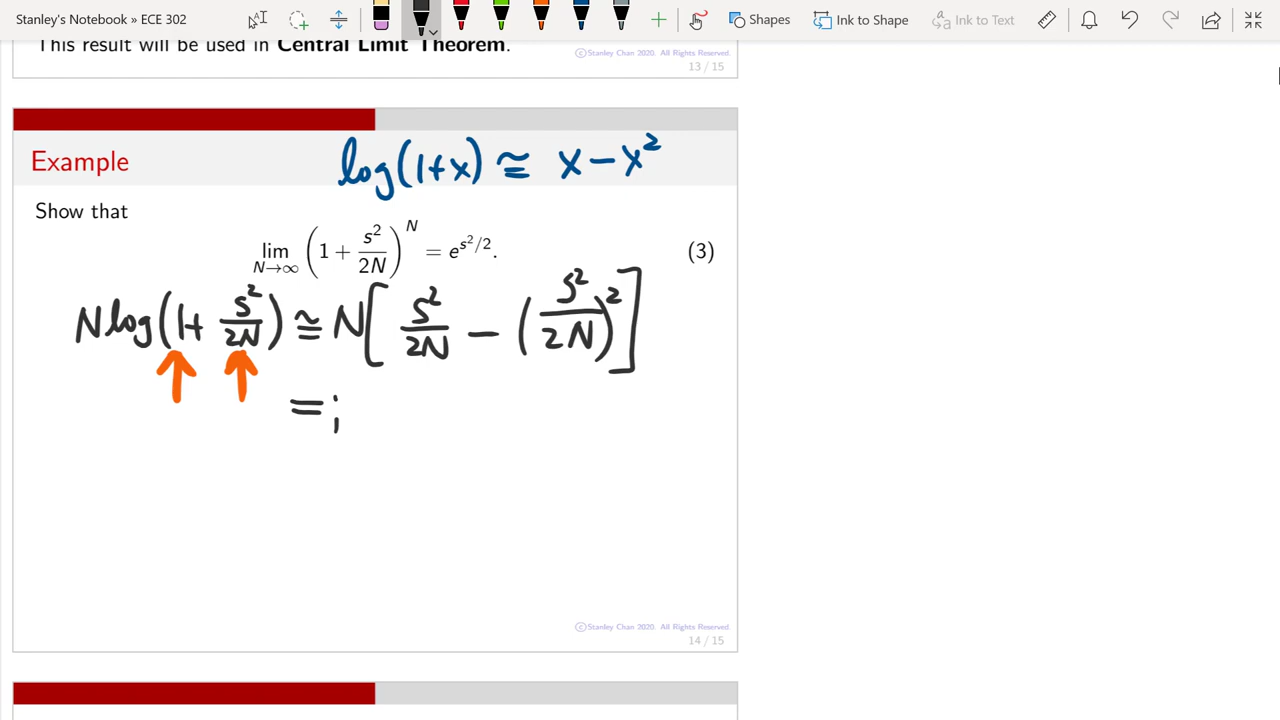 Stanley's Notebook » ECE 302
Shapes
Ink to Shape
Ink to Text
This result will be used in Central Limit Theorem.
©Stanley Chan 2020. All Rights Reserved.
13 / 15
Example
log(1+x) ≅ x − x²
Show that
lim N→∞ (1 + s²/2N)^N = e^{s²/2}. (3)
N log(1+ s²/2N) ≅ N[ s²/2N − (s²/2N)² ]
= ;
©Stanley Chan 2020. All Rights Reserved.
14 / 15